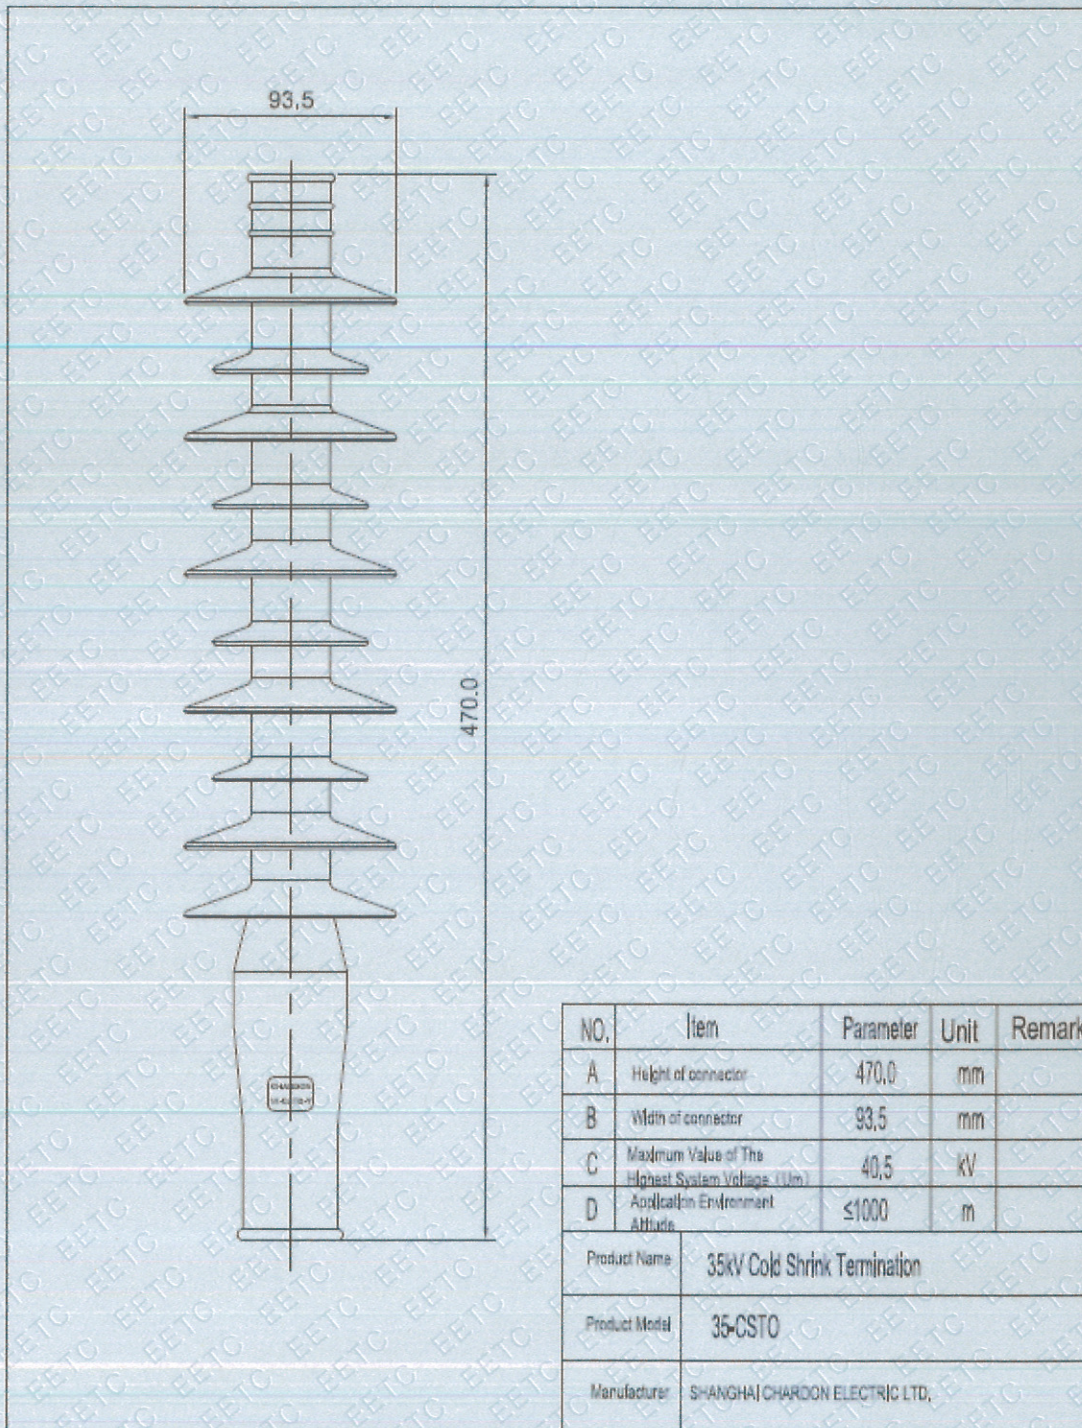 93,5
470.0
CHARDON
NO. Item Parameter Unit Remark
A Height of connector 470,0 mm
B Width of connector 93,5 mm
C Maximum Value of The
Highest System Voltage (Um) 40,5 kV
D Application Environment
Altitude ≤1000 m
Product Name 35kV Cold Shrink Termination
Product Model 35-CSTO
Manufacturer SHANGHAI CHARDON ELECTRIC LTD,
EETC